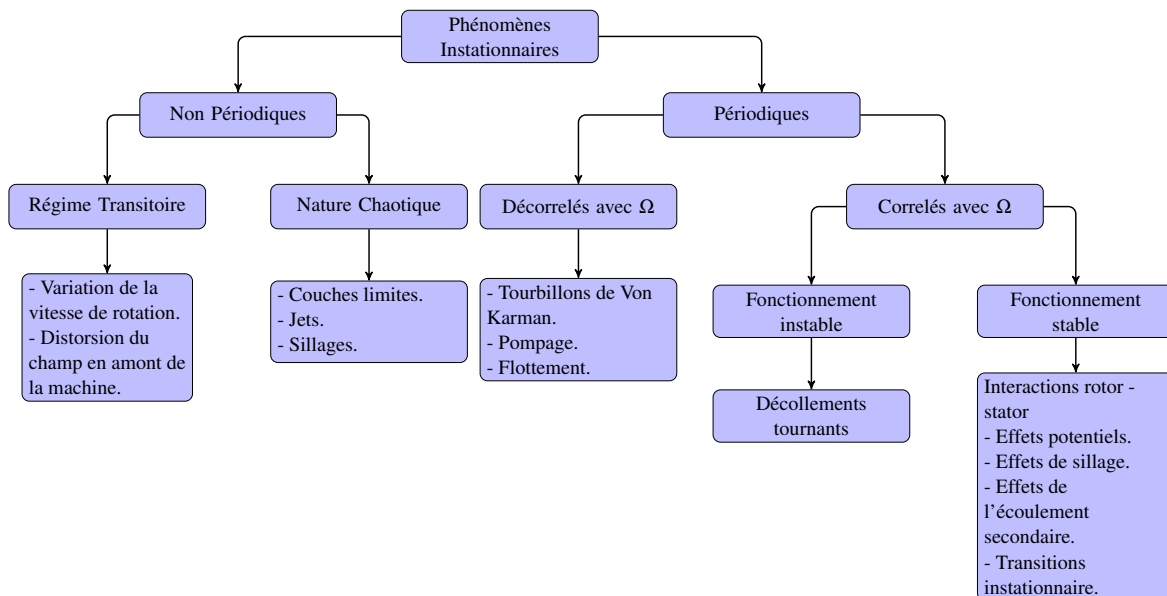 Phénomènes
Instationnaires
Non Périodiques
Périodiques
Régime Transitoire
Nature Chaotique
Décorrelés avec Ω
Correlés avec Ω
- Variation de la
vitesse de rotation.
- Distorsion du
champ en amont de
la machine.
- Couches limites.
- Jets.
- Sillages.
- Tourbillons de Von
Karman.
- Pompage.
- Flottement.
Fonctionnement
instable
Fonctionnement
stable
Décollements
tournants
Interactions rotor -
stator
- Effets potentiels.
- Effets de sillage.
- Effets de
l'écoulement
secondaire.
- Transitions
instationnaire.